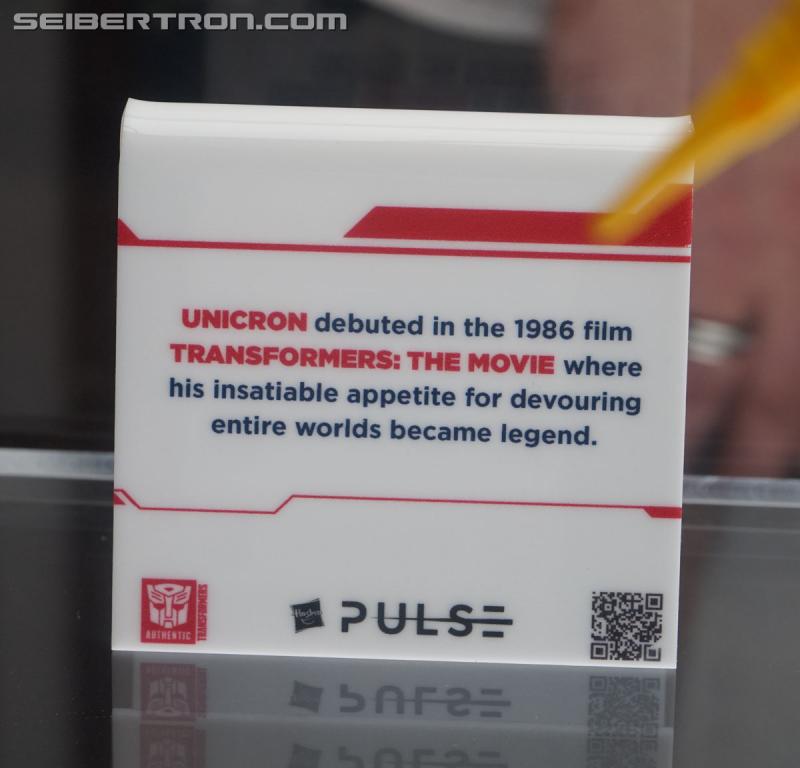 SEIBERTRON.COM
UNICRON debuted in the 1986 film
TRANSFORMERS: THE MOVIE where
his insatiable appetite for devouring
entire worlds became legend.
AUTHENTIC
TRANSFORMERS
Hasbro
PULSE